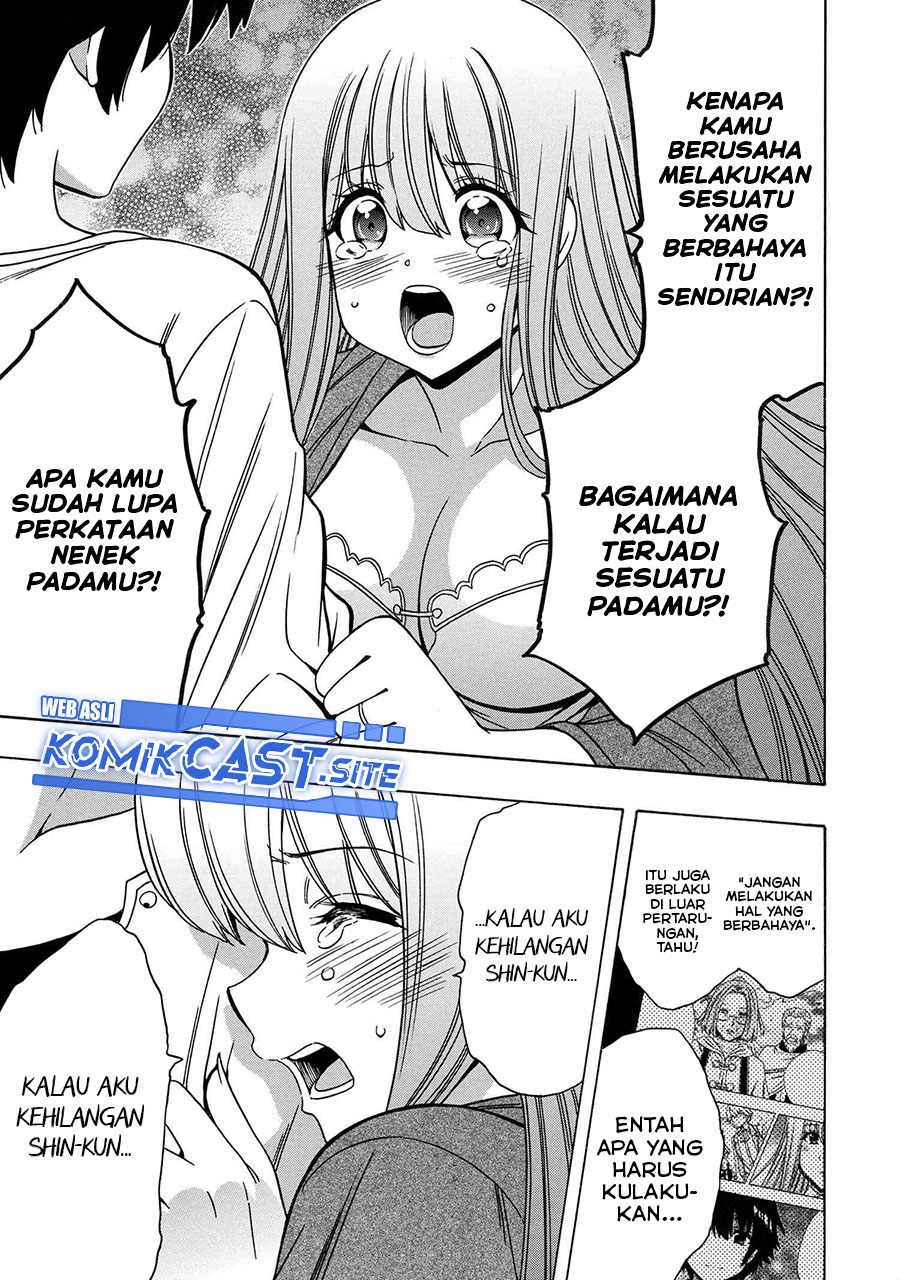 KENAPA
KAMU
BERUSAHA
MELAKUKAN
SESUATU
YANG
BERBAHAYA
ITU
SENDIRIAN?!
BAGAIMANA
KALAU
TERJADI
SESUATU
PADAMU?!
APA KAMU
SUDAH LUPA
PERKATAAN
NENEK
PADAMU?!
WEB ASLI
KOMIKCAST.SITE
"JANGAN
MELAKUKAN
HAL YANG
BERBAHAYA".
ITU JUGA
BERLAKU
DI LUAR
PERTARU-
NGAN,
TAHU!
...KALAU AKU
KEHILANGAN
SHIN-KUN...
KALAU AKU
KEHILANGAN
SHIN-KUN...
ENTAH
APA YANG
HARUS
KULAKU-
KAN...